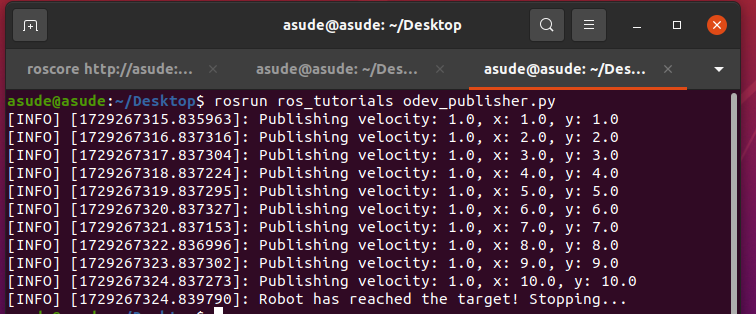 asude@asude: ~/Desktop
roscore http://asude:...
asude@asude: ~/Des...
asude@asude: ~/Des...
asude@asude:~/Desktop$ rosrun ros_tutorials odev_publisher.py
[INFO] [1729267315.835963]: Publishing velocity: 1.0, x: 1.0, y: 1.0
[INFO] [1729267316.837316]: Publishing velocity: 1.0, x: 2.0, y: 2.0
[INFO] [1729267317.837304]: Publishing velocity: 1.0, x: 3.0, y: 3.0
[INFO] [1729267318.837224]: Publishing velocity: 1.0, x: 4.0, y: 4.0
[INFO] [1729267319.837295]: Publishing velocity: 1.0, x: 5.0, y: 5.0
[INFO] [1729267320.837327]: Publishing velocity: 1.0, x: 6.0, y: 6.0
[INFO] [1729267321.837153]: Publishing velocity: 1.0, x: 7.0, y: 7.0
[INFO] [1729267322.836996]: Publishing velocity: 1.0, x: 8.0, y: 8.0
[INFO] [1729267323.837302]: Publishing velocity: 1.0, x: 9.0, y: 9.0
[INFO] [1729267324.837273]: Publishing velocity: 1.0, x: 10.0, y: 10.0
[INFO] [1729267324.839790]: Robot has reached the target! Stopping...
asude@asude:~/Desktop$